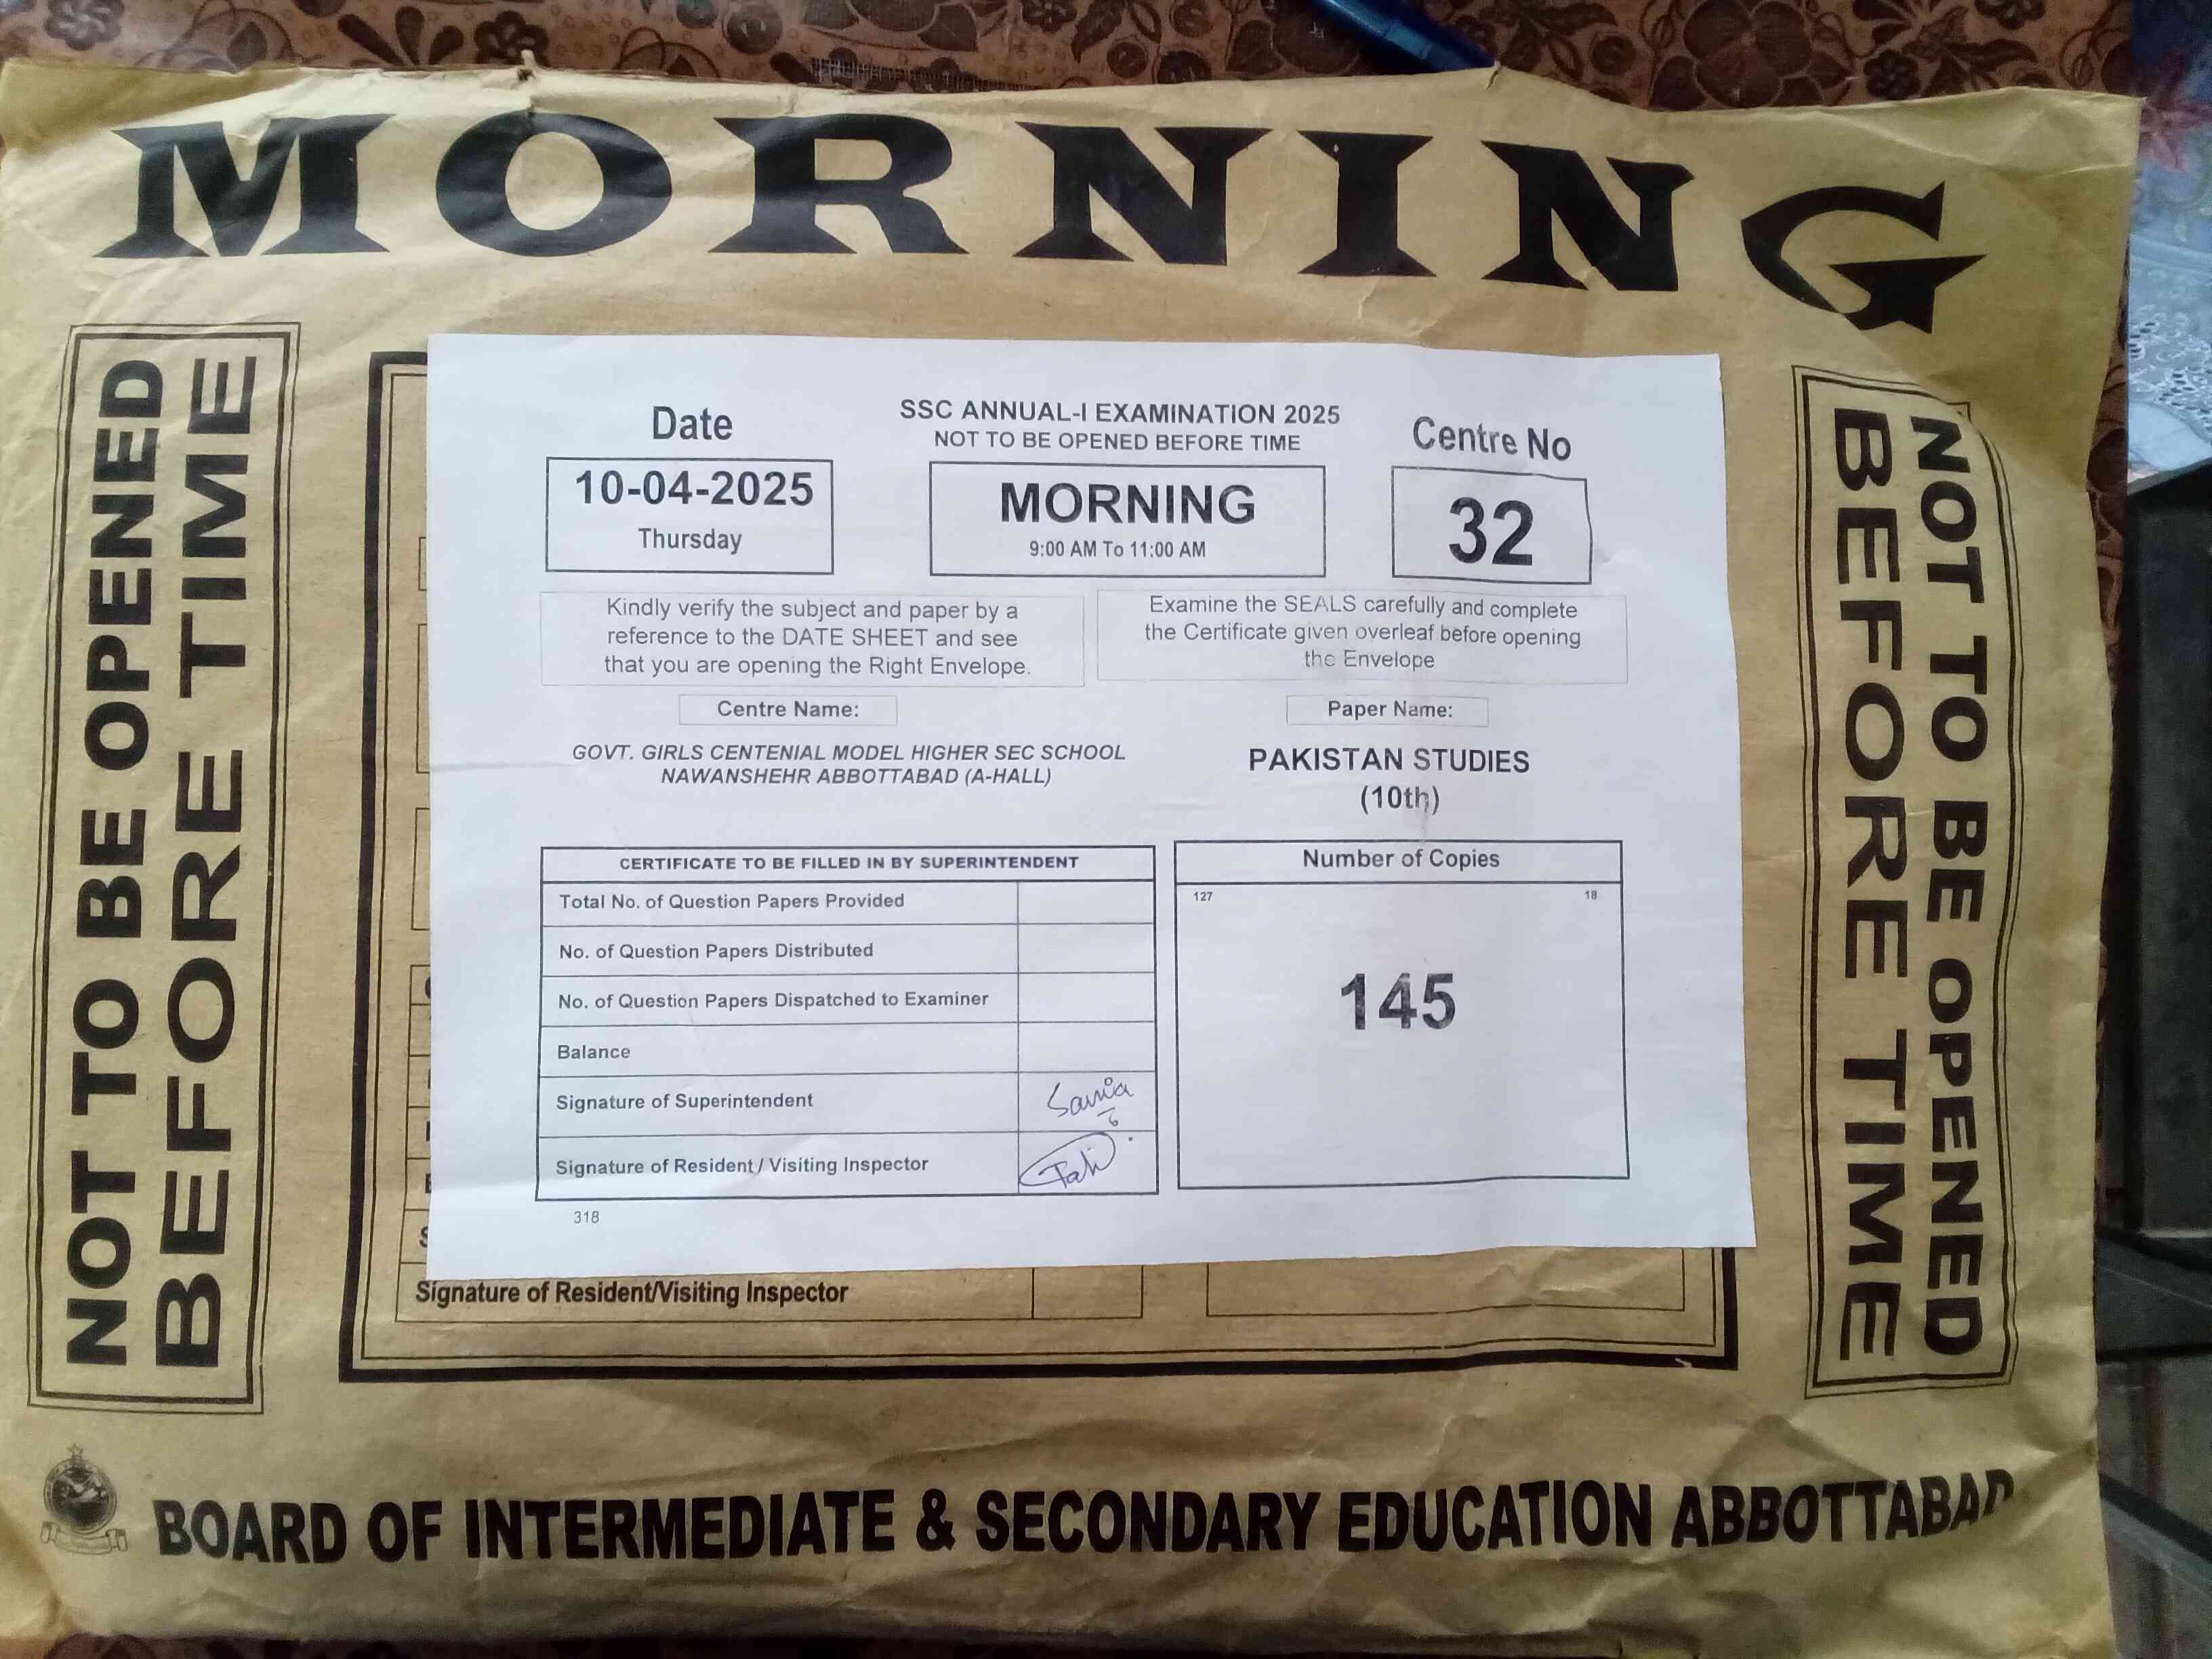 MORNING
NOT TO BE OPENED
BEFORE TIME
Date
10-04-2025
Thursday
SSC ANNUAL-I EXAMINATION 2025
NOT TO BE OPENED BEFORE TIME
MORNING
9:00 AM To 11:00 AM
Centre No
32
Kindly verify the subject and paper by a
reference to the DATE SHEET and see
that you are opening the Right Envelope.
Examine the SEALS carefully and complete
the Certificate given overleaf before opening
the Envelope
Centre Name:
GOVT. GIRLS CENTENIAL MODEL HIGHER SEC SCHOOL
NAWANSHEHR ABBOTTABAD (A-HALL)
Paper Name:
PAKISTAN STUDIES
(10th)
CERTIFICATE TO BE FILLED IN BY SUPERINTENDENT
Total No. of Question Papers Provided
No. of Question Papers Distributed
No. of Question Papers Dispatched to Examiner
Balance
Signature of Superintendent
Samia
Signature of Resident / Visiting Inspector
318
Number of Copies
127
18
145
Signature of Resident/Visiting Inspector
NOT TO BE OPENED
BEFORE TIME
BOARD OF INTERMEDIATE & SECONDARY EDUCATION ABBOTTABAD